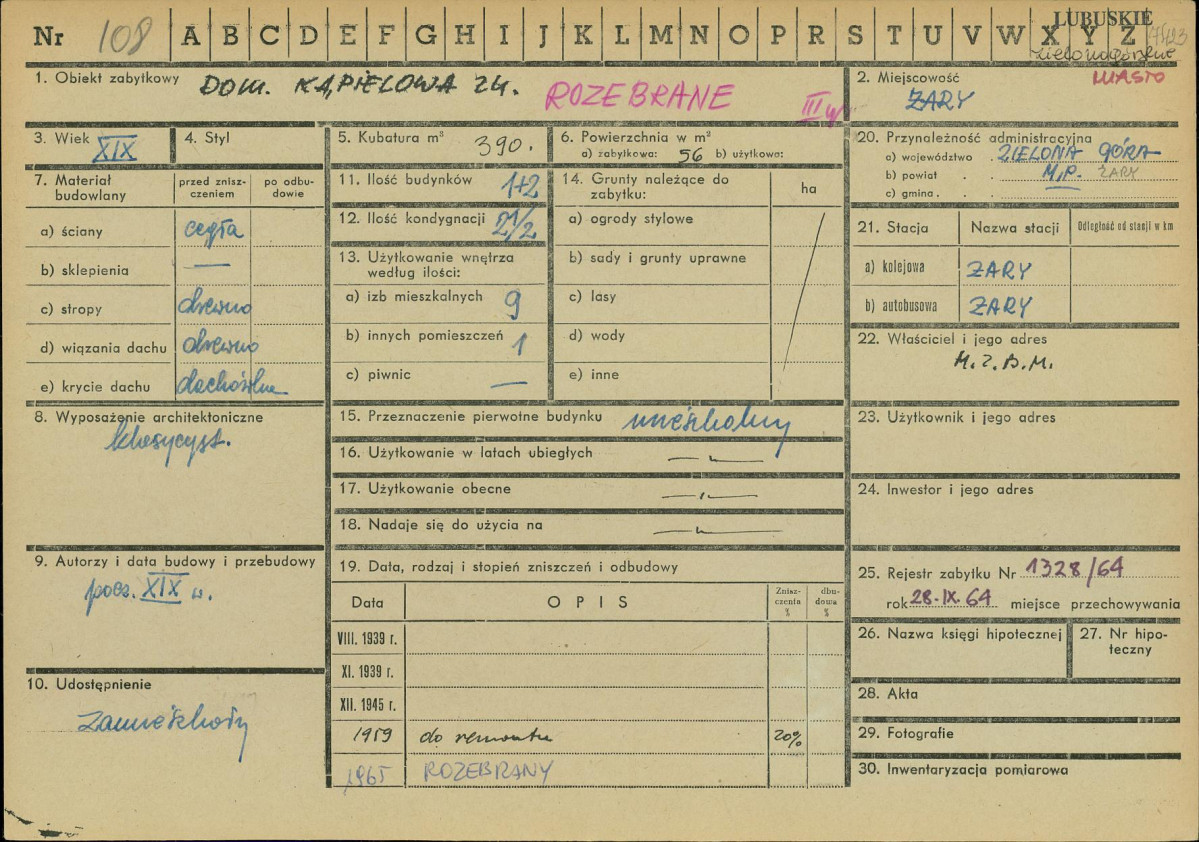 LUBUSKIE
Nr 108 A B C D E F G H I J K L M N O P R S T U V W X Y Z
zielonogórskie
1. Obiekt zabytkowy DOM. KĄPIELOWA 24. ROZEBRANE III
2. Miejscowość MIASTO
ŻARY
3. Wiek XIX
4. Styl
5. Kubatura m³ 390.
6. Powierzchnia w m²
a) zabytkowa: 56 b) użytkowa:
20. Przynależność administracyjna
a) województwo ZIELONA GÓRA
b) powiat M.P. ŻARY
c) gmina
7. Materiał budowlany
przed zniszczeniem
po odbudowie
a) ściany cegła
b) sklepienia —
c) stropy drewno
d) wiązania dachu drewno
e) krycie dachu dachówka
11. Ilość budynków 1+2
12. Ilość kondygnacji 2 1/2
13. Użytkowanie wnętrza
według ilości:
a) izb mieszkalnych 9
b) innych pomieszczeń 1
c) piwnic —
14. Grunty należące do
zabytku:
ha
a) ogrody stylowe
b) sady i grunty uprawne
c) lasy
d) wody
e) inne
21. Stacja Nazwa stacji Odległość od stacji w km
a) kolejowa ŻARY
b) autobusowa ŻARY
22. Właściciel i jego adres
M.Z.B.M.
8. Wyposażenie architektoniczne
klasycyst.
15. Przeznaczenie pierwotne budynku mieszkalny
16. Użytkowanie w latach ubiegłych —„—
17. Użytkowanie obecne —„—
18. Nadaje się do użycia na —„—
23. Użytkownik i jego adres
24. Inwestor i jego adres
9. Autorzy i data budowy i przebudowy
pocz. XIX w.
19. Data, rodzaj i stopień zniszczeń i odbudowy
Data OPIS Zniszczenia % dbudowa %
VIII. 1939 r.
XI. 1939 r.
XII. 1945 r.
1959 do remontu 20%
1965 ROZEBRANY
25. Rejestr zabytku Nr 1328/64
rok 28.IX.64 miejsce przechowywania
26. Nazwa księgi hipotecznej
27. Nr hipoteczny
10. Udostępnienie
zamieszkały
28. Akta
29. Fotografie
30. Inwentaryzacja pomiarowa